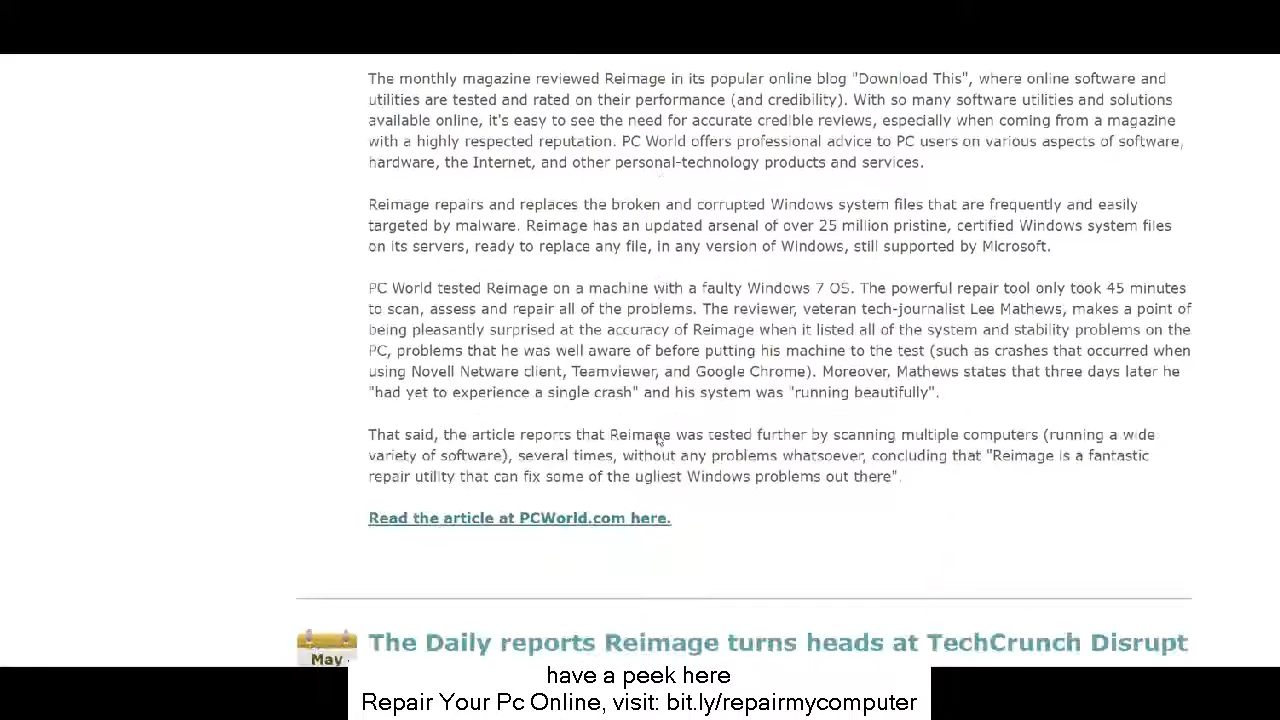 The monthly magazine reviewed Reimage in its popular online blog "Download This", where online software and
utilities are tested and rated on their performance (and credibility). With so many software utilities and solutions
available online, it's easy to see the need for accurate credible reviews, especially when coming from a magazine
with a highly respected reputation. PC World offers professional advice to PC users on various aspects of software,
hardware, the Internet, and other personal-technology products and services.
Reimage repairs and replaces the broken and corrupted Windows system files that are frequently and easily
targeted by malware. Reimage has an updated arsenal of over 25 million pristine, certified Windows system files
on its servers, ready to replace any file, in any version of Windows, still supported by Microsoft.
PC World tested Reimage on a machine with a faulty Windows 7 OS. The powerful repair tool only took 45 minutes
to scan, assess and repair all of the problems. The reviewer, veteran tech-journalist Lee Mathews, makes a point of
being pleasantly surprised at the accuracy of Reimage when it listed all of the system and stability problems on the
PC, problems that he was well aware of before putting his machine to the test (such as crashes that occurred when
using Novell Netware client, Teamviewer, and Google Chrome). Moreover, Mathews states that three days later he
"had yet to experience a single crash" and his system was "running beautifully".
That said, the article reports that Reimage was tested further by scanning multiple computers (running a wide
variety of software), several times, without any problems whatsoever, concluding that "Reimage is a fantastic
repair utility that can fix some of the ugliest Windows problems out there".
Read the article at PCWorld.com here.
The Daily reports Reimage turns heads at TechCrunch Disrupt
May
have a peek here
Repair Your Pc Online, visit: bit.ly/repairmycomputer